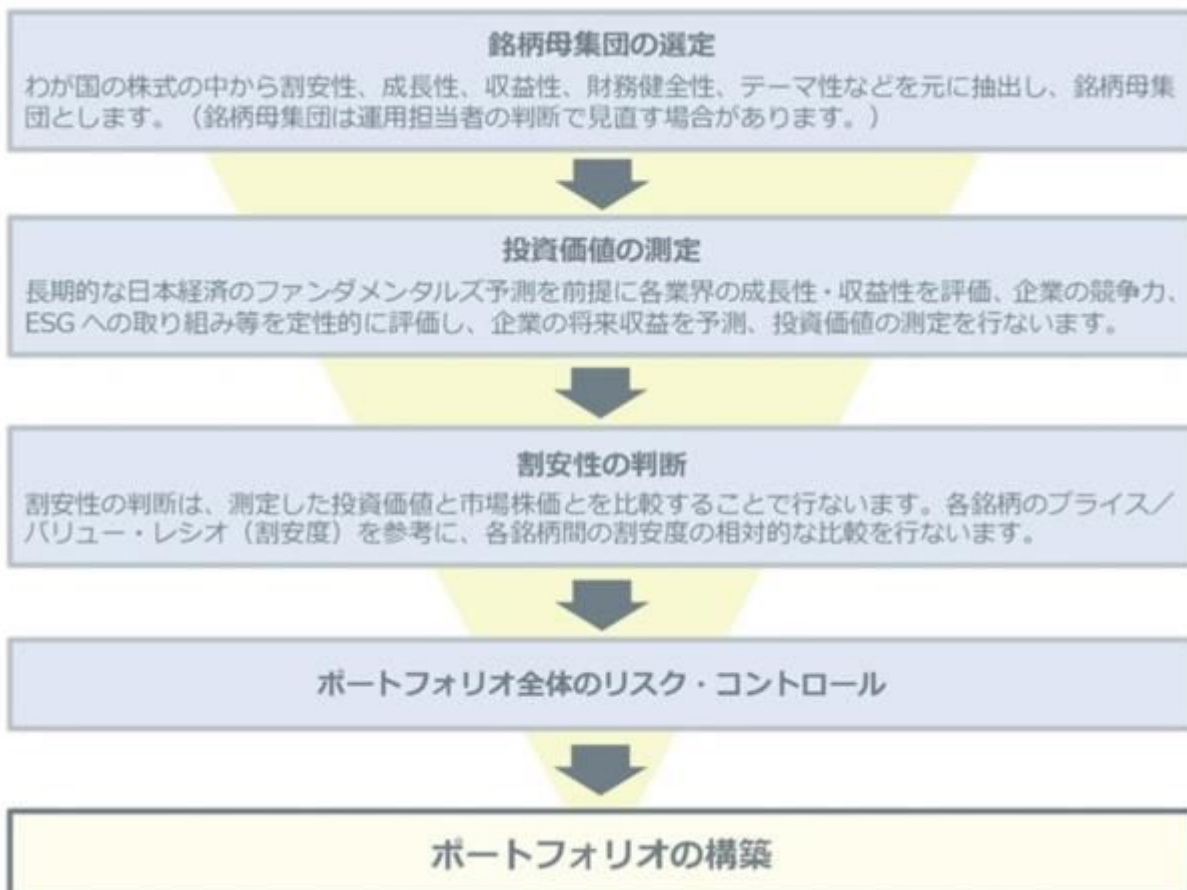 銘柄母集団の選定
わが国の株式の中から割安性、成長性、収益性、財務健全性、テーマ性などを元に抽出し、銘柄母集
団とします。（銘柄母集団は運用担当者の判断で見直す場合があります。）
投資価値の測定
長期的な日本経済のファンダメンタルズ予測を前提に各業界の成長性・収益性を評価、企業の競争力、
ESG への取り組み等を定性的に評価し、企業の将来収益を予測、投資価値の測定を行ないます。
割安性の判断
割安性の判断は、測定した投資価値と市場株価とを比較することで行ないます。各銘柄のプライス／
バリュー・レシオ（割安度）を参考に、各銘柄間の割安度の相対的な比較を行ないます。
ポートフォリオ全体のリスク・コントロール
ポートフォリオの構築